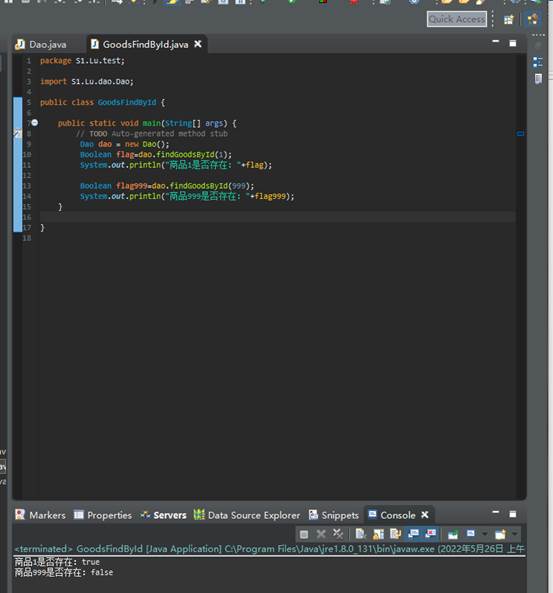 Quick Access
Dao.java GoodsFindById.java
1 package S1.Lu.test;
2
3 import S1.Lu.dao.Dao;
4
5 public class GoodsFindById {
6
7 public static void main(String[] args) {
8 // TODO Auto-generated method stub
9 Dao dao = new Dao();
10 Boolean flag=dao.findGoodsById(1);
11 System.out.println("商品1是否存在: "+flag);
12
13 Boolean flag999=dao.findGoodsById(999);
14 System.out.println("商品999是否存在: "+flag999);
15 }
16
17 }
18
Markers Properties Servers Data Source Explorer Snippets Console
<terminated> GoodsFindById [Java Application] C:\Program Files\Java\jre1.8.0_131\bin\javaw.exe (2022年5月26日 上午
商品1是否存在: true
商品999是否存在: false